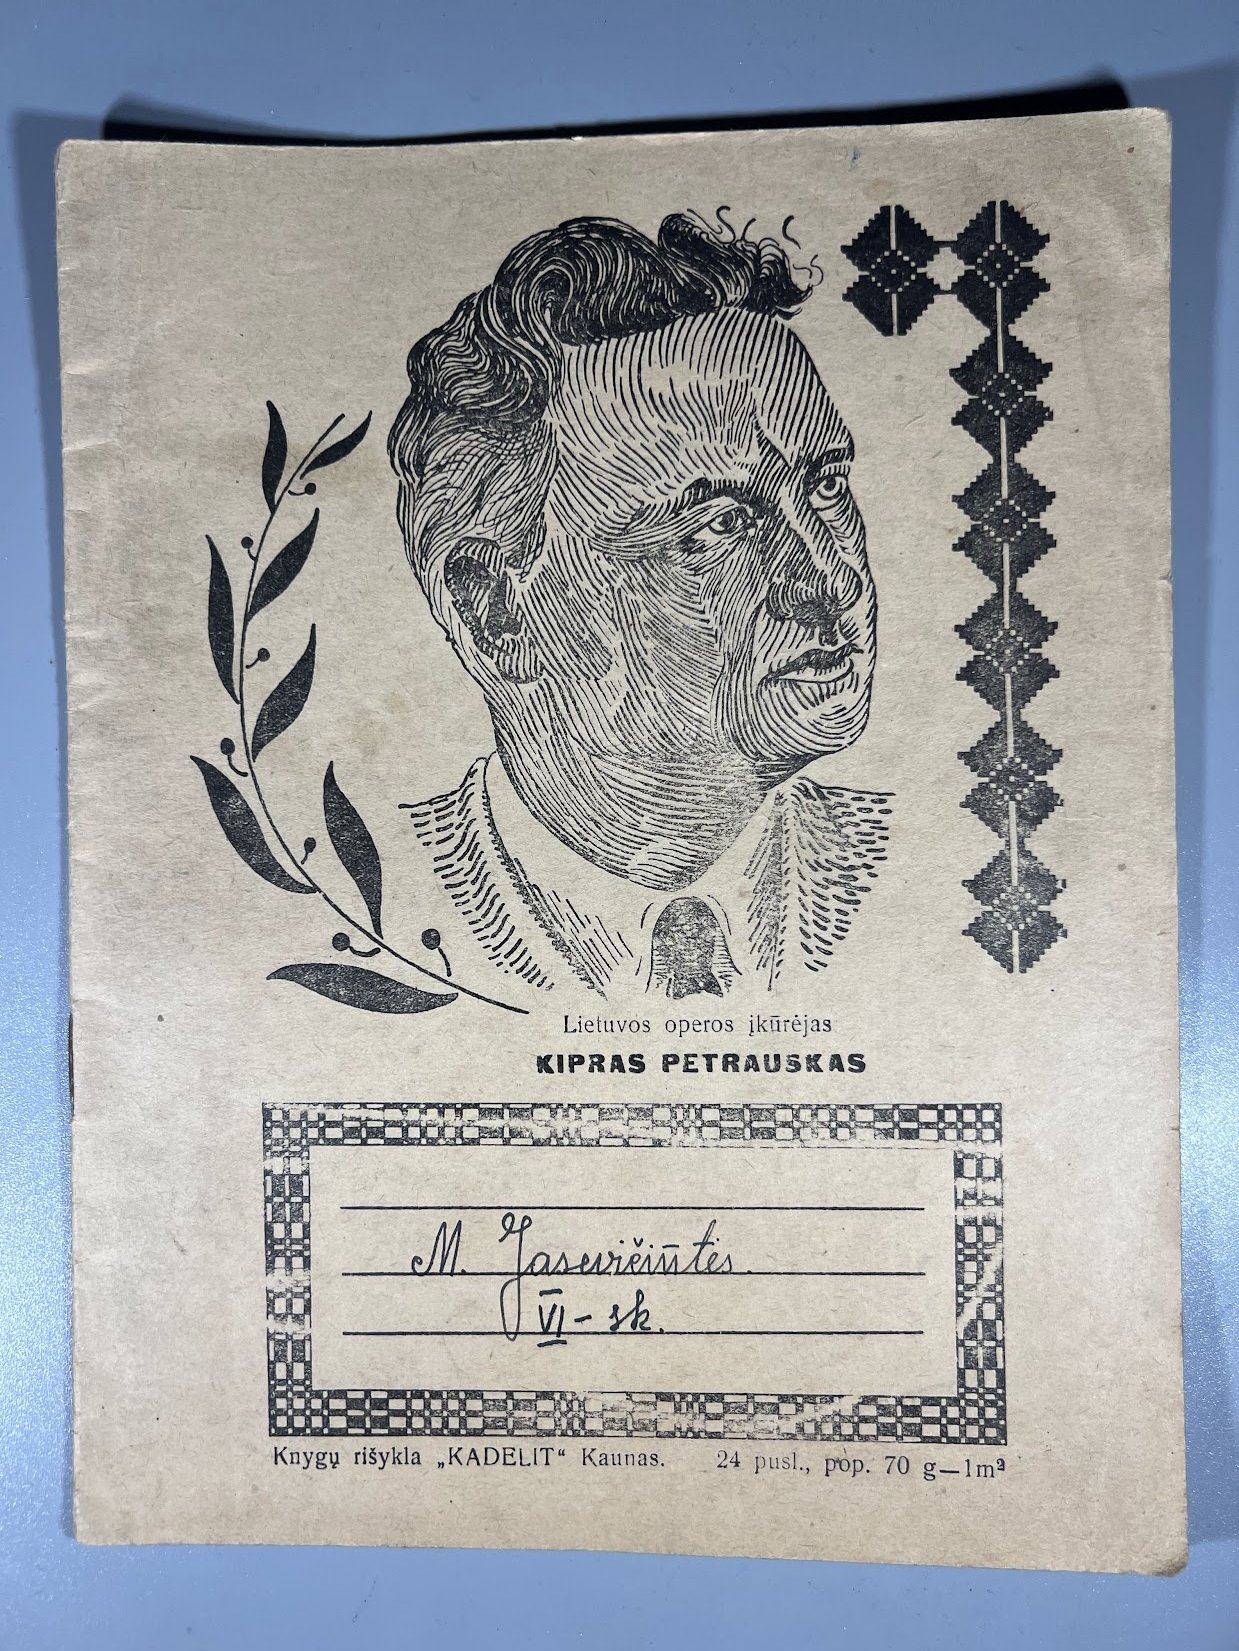 Lietuvos operos įkūrėjas
KIPRAS PETRAUSKAS
M. Jasevičiūtės.
VI - sk.
Knygų rišykla „KADELIT“ Kaunas. 24 pusl., pop. 70 g—1m²